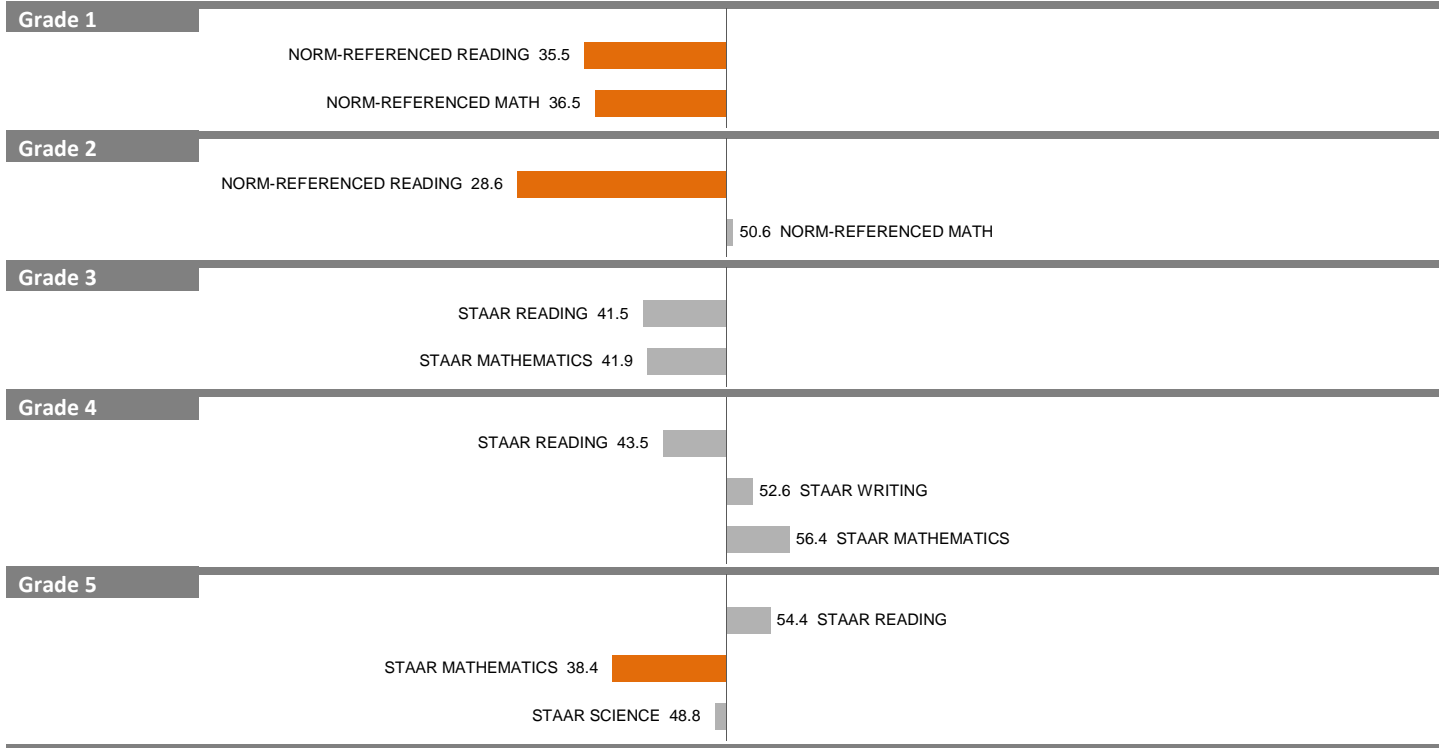 Grade 1
NORM-REFERENCED READING 35.5
NORM-REFERENCED MATH 36.5
Grade 2
NORM-REFERENCED READING 28.6
50.6 NORM-REFERENCED MATH
Grade 3
STAAR READING 41.5
STAAR MATHEMATICS 41.9
Grade 4
STAAR READING 43.5
52.6 STAAR WRITING
56.4 STAAR MATHEMATICS
Grade 5
54.4 STAAR READING
STAAR MATHEMATICS 38.4
STAAR SCIENCE 48.8